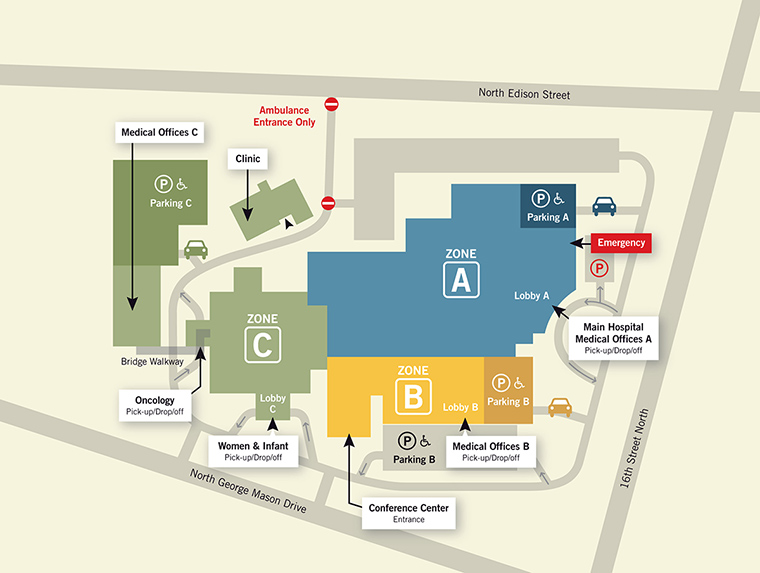 North Edison Street
Ambulance
Entrance Only
Medical Offices C
Clinic
P
Parking C
P
Parking A
ZONE
A
Emergency
P
Lobby A
Main Hospital
Medical Offices A
Pick-up/Drop/off
ZONE
C
Bridge Walkway
ZONE
B
P
Parking B
Lobby B
Lobby
C
Oncology
Pick-up/Drop/off
Women & Infant
Pick-up/Drop/off
P
Parking B
Medical Offices B
Pick-up/Drop/off
16th Street North
North George Mason Drive
Conference Center
Entrance